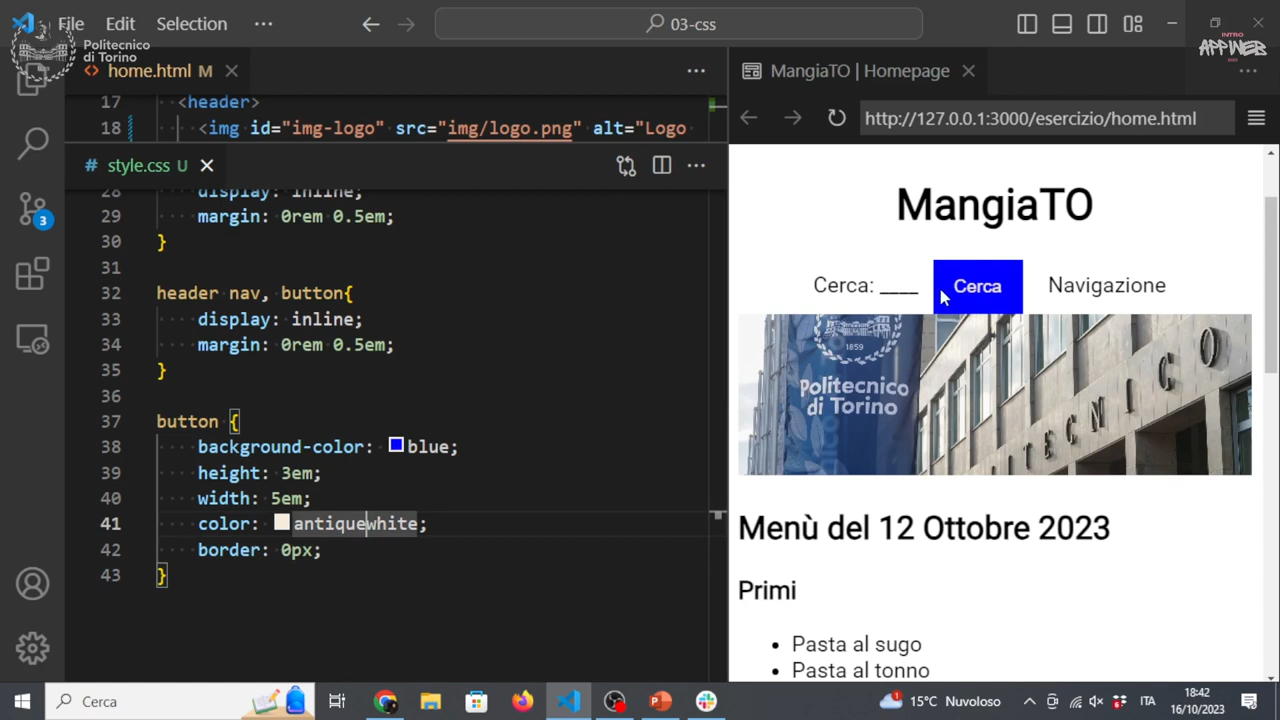 File Edit Selection ··· 03-css
Politecnico
di Torino
INTRO
APPWEB
home.html M
17 <header>
18 <img id="img-logo" src="img/logo.png" alt="Logo
# style.css U
28 display: inline;
29 margin: 0rem 0.5em;
30 }
31
32 header nav, button{
33 display: inline;
34 margin: 0rem 0.5em;
35 }
36
37 button {
38 background-color: blue;
39 height: 3em;
40 width: 5em;
41 color: antiquewhite;
42 border: 0px;
43 }
3
MangiaTO | Homepage
http://127.0.0.1:3000/esercizio/home.html
MangiaTO
Cerca: ____ Cerca Navigazione
1859
Politecnico
di Torino
ITECNICO
Menù del 12 Ottobre 2023
Primi
• Pasta al sugo
• Pasta al tonno
Cerca
1
15°C Nuvoloso
ITA
18:42
16/10/2023